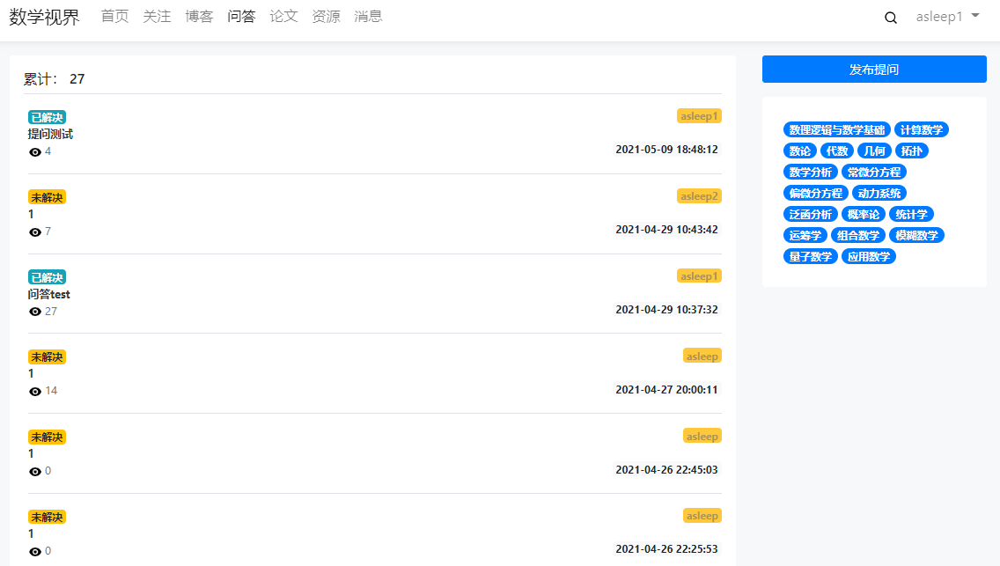 数学视界 首页 关注 博客 问答 论文 资源 消息 asleep1
累计： 27
已解决 asleep1
提问测试
4 2021-05-09 18:48:12
未解决 asleep2
1
7 2021-04-29 10:43:42
已解决 asleep1
问答test
27 2021-04-29 10:37:32
未解决 asleep
1
14 2021-04-27 20:00:11
未解决 asleep
1
0 2021-04-26 22:45:03
未解决 asleep
1
0 2021-04-26 22:25:53
发布提问
数理逻辑与数学基础 计算数学
数论 代数 几何 拓扑
数学分析 常微分方程
偏微分方程 动力系统
泛函分析 概率论 统计学
运筹学 组合数学 模糊数学
量子数学 应用数学